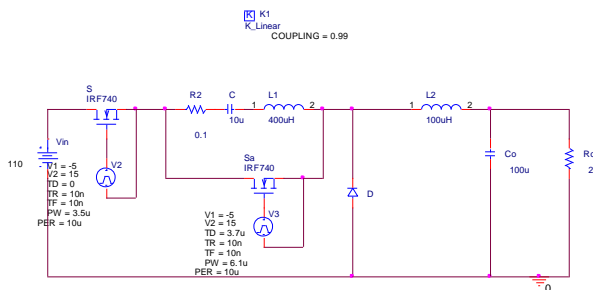 K K1
K_Linear
COUPLING = 0.99
S
IRF740
R2
0.1
C
10u
1 L1 2
400uH
1 L2 2
100uH
Vin
110
V1 = -5
V2 = 15
TD = 0
TR = 10n
TF = 10n
PW = 3.5u
PER = 10u
V2
Sa
IRF740
V1 = -5
V2 = 15
TD = 3.7u
TR = 10n
TF = 10n
PW = 6.1u
PER = 10u
V3
D
Co
100u
2
0